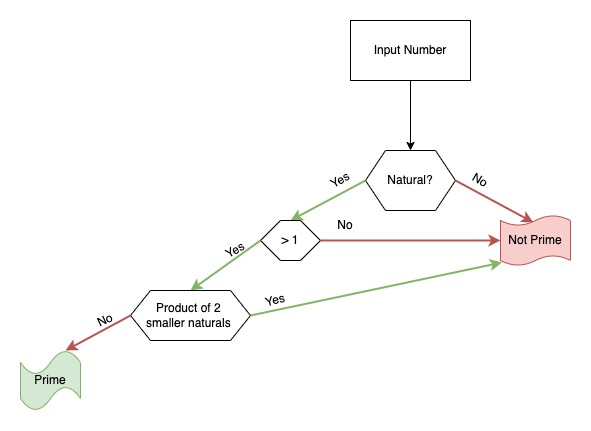 Input Number
Natural?
Yes
No
> 1
No
Not Prime
Yes
Product of 2
smaller naturals
Yes
No
Prime